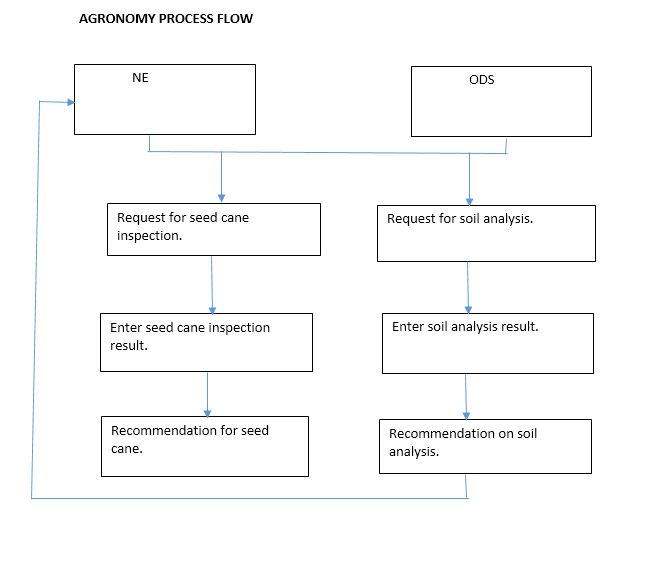 AGRONOMY PROCESS FLOW
NE
ODS
Request for seed cane
inspection.
Request for soil analysis.
Enter seed cane inspection
result.
Enter soil analysis result.
Recommendation for seed
cane.
Recommendation on soil
analysis.